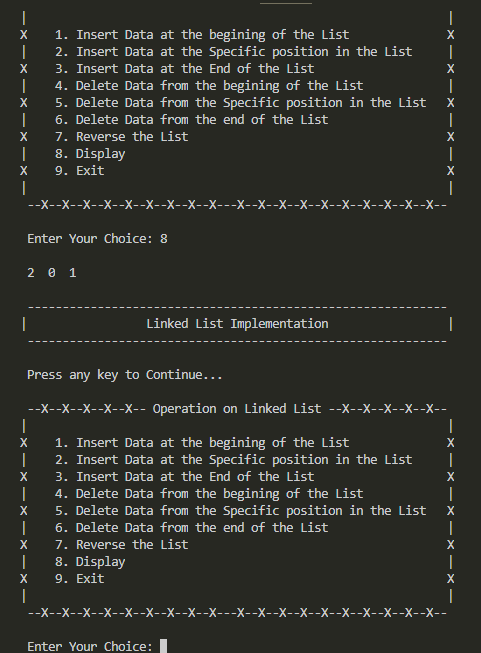 |                                                            |
X    1. Insert Data at the begining of the List              X
|    2. Insert Data at the Specific position in the List     |
X    3. Insert Data at the End of the List                   X
|    4. Delete Data from the begining of the List            |
X    5. Delete Data from the Specific position in the List   X
|    6. Delete Data from the end of the List                 |
X    7. Reverse the List                                     X
|    8. Display                                              |
X    9. Exit                                                 X
|                                                            |
--X--X--X--X--X--X--X--X--X---X--X--X--X--X--X--X--X--X--X--
Enter Your Choice: 8
2  0  1
------------------------------------------------------------
|                 Linked List Implementation                 |
------------------------------------------------------------
Press any key to Continue...
--X--X--X--X--X-- Operation on Linked List --X--X--X--X--X--
|                                                            |
X    1. Insert Data at the begining of the List              X
|    2. Insert Data at the Specific position in the List     |
X    3. Insert Data at the End of the List                   X
|    4. Delete Data from the begining of the List            |
X    5. Delete Data from the Specific position in the List   X
|    6. Delete Data from the end of the List                 |
X    7. Reverse the List                                     X
|    8. Display                                              |
X    9. Exit                                                 X
|                                                            |
--X--X--X--X--X--X--X--X--X---X--X--X--X--X--X--X--X--X--X--
Enter Your Choice: